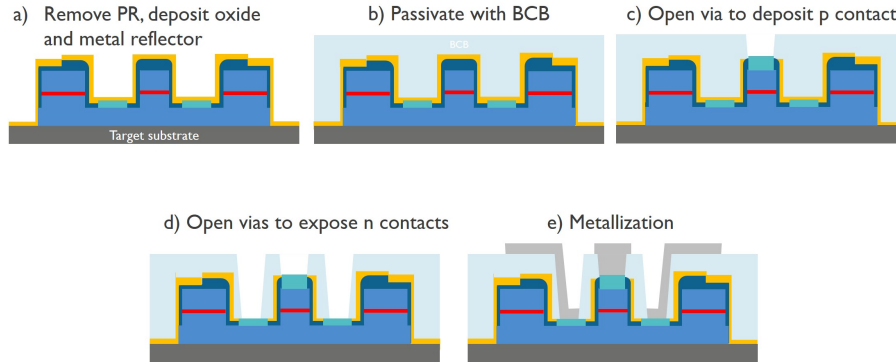 a) Remove PR, deposit oxide
and metal reflector
b) Passivate with BCB
c) Open via to deposit p contact
BCB
Target substrate
d) Open vias to expose n contacts
e) Metallization